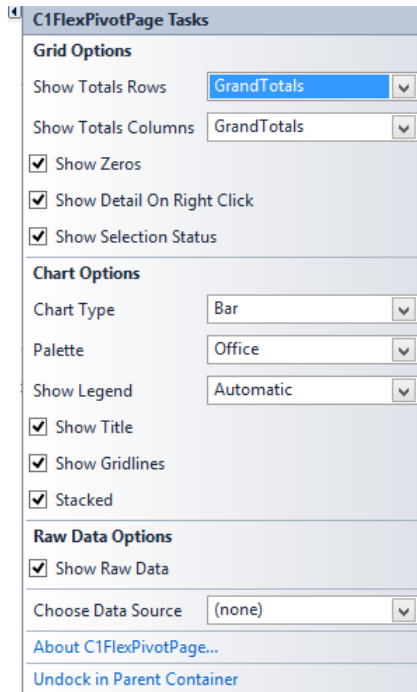 C1FlexPivotPage Tasks
Grid Options
Show Totals Rows GrandTotals
Show Totals Columns GrandTotals
Show Zeros
Show Detail On Right Click
Show Selection Status
Chart Options
Chart Type Bar
Palette Office
Show Legend Automatic
Show Title
Show Gridlines
Stacked
Raw Data Options
Show Raw Data
Choose Data Source (none)
About C1FlexPivotPage...
Undock in Parent Container